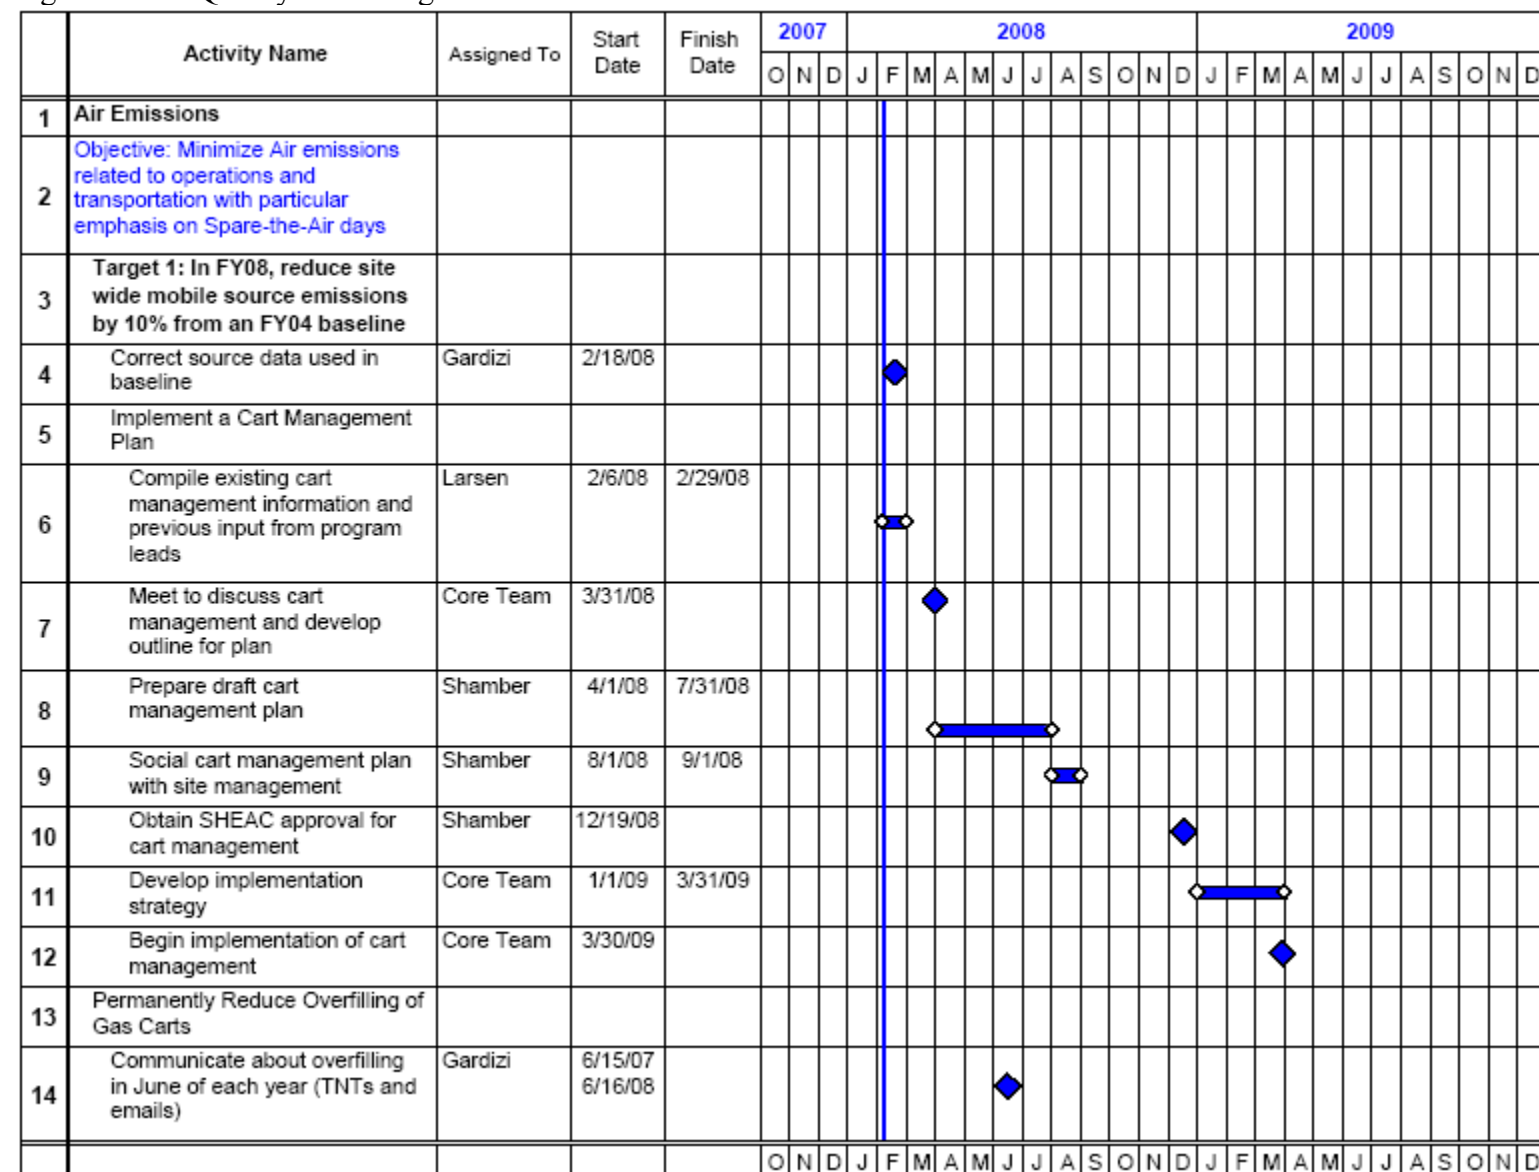 Activity Name Assigned To Start Date Finish Date 2007 2008 2009
O N D J F M A M J J A S O N D J F M A M J J A S O N D
1 Air Emissions
2 Objective: Minimize Air emissions
related to operations and
transportation with particular
emphasis on Spare-the-Air days
3 Target 1: In FY08, reduce site
wide mobile source emissions
by 10% from an FY04 baseline
4 Correct source data used in Gardizi 2/18/08
baseline
5 Implement a Cart Management
Plan
6 Compile existing cart Larsen 2/6/08 2/29/08
management information and
previous input from program
leads
7 Meet to discuss cart Core Team 3/31/08
management and develop
outline for plan
8 Prepare draft cart Shamber 4/1/08 7/31/08
management plan
9 Social cart management plan Shamber 8/1/08 9/1/08
with site management
10 Obtain SHEAC approval for Shamber 12/19/08
cart management
11 Develop implementation Core Team 1/1/09 3/31/09
strategy
12 Begin implementation of cart Core Team 3/30/09
management
13 Permanently Reduce Overfilling of
Gas Carts
14 Communicate about overfilling Gardizi 6/15/07
in June of each year (TNTs and 6/16/08
emails)
O N D J F M A M J J A S O N D J F M A M J J A S O N D